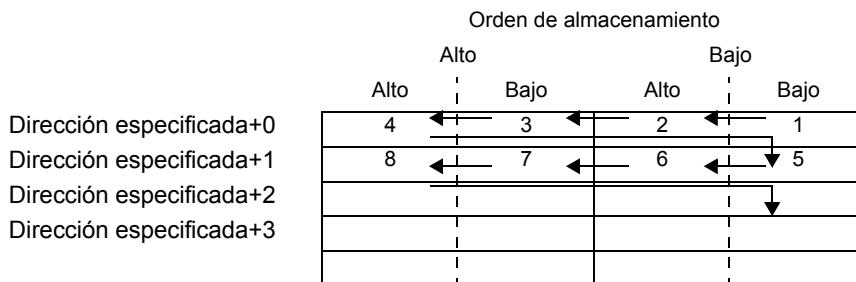 Orden de almacenamiento
Alto Bajo
Alto Bajo Alto Bajo
Dirección especificada+0 4 3 2 1
Dirección especificada+1 8 7 6 5
Dirección especificada+2
Dirección especificada+3